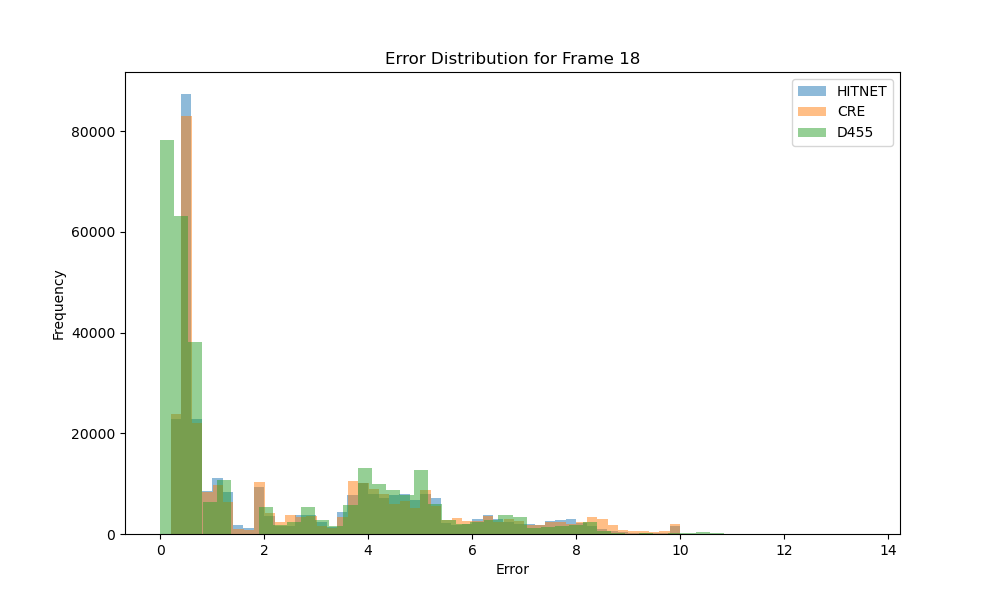 Error Distribution for Frame 18
HITNET
CRE
D455
80000
60000
40000
20000
0
Frequency
0 2 4 6 8 10 12 14
Error